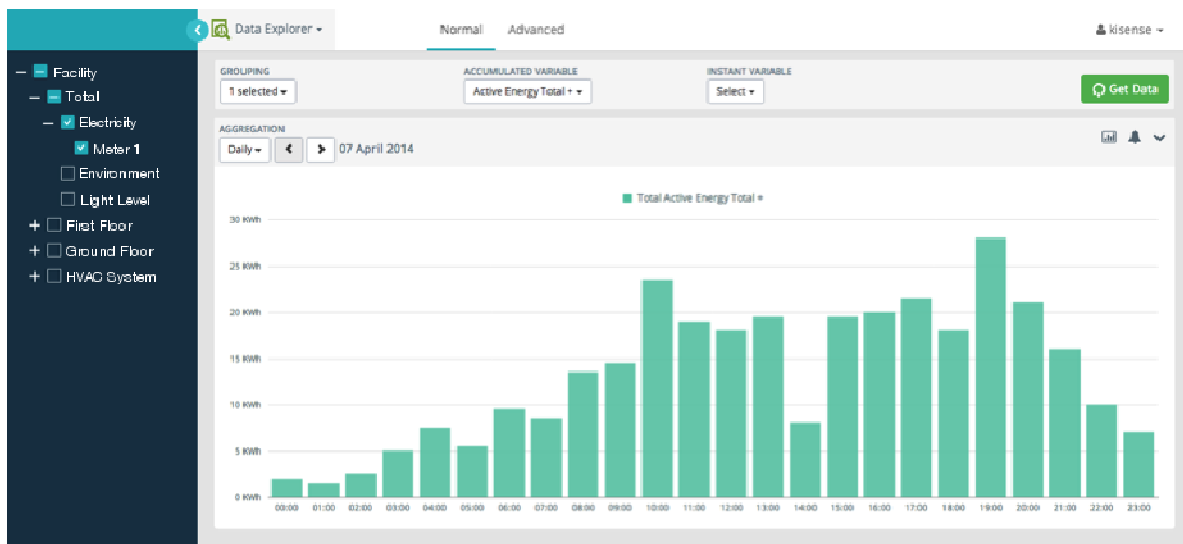 Data Explorer
Normal
Advanced
kisense
Facility
Total
Electricity
Meter 1
Environment
Light Level
First Floor
Ground Floor
HVAC System
GROUPING
1 selected
ACCUMULATED VARIABLE
Active Energy Total +
INSTANT VARIABLE
Select
Get Data
AGGREGATION
Daily
07 April 2014
Total Active Energy Total +
30 KWh
25 KWh
20 KWh
15 KWh
10 KWh
5 KWh
0 KWh
00:00 01:00 02:00 03:00 04:00 05:00 06:00 07:00 08:00 09:00 10:00 11:00 12:00 13:00 14:00 15:00 16:00 17:00 18:00 19:00 20:00 21:00 22:00 23:00